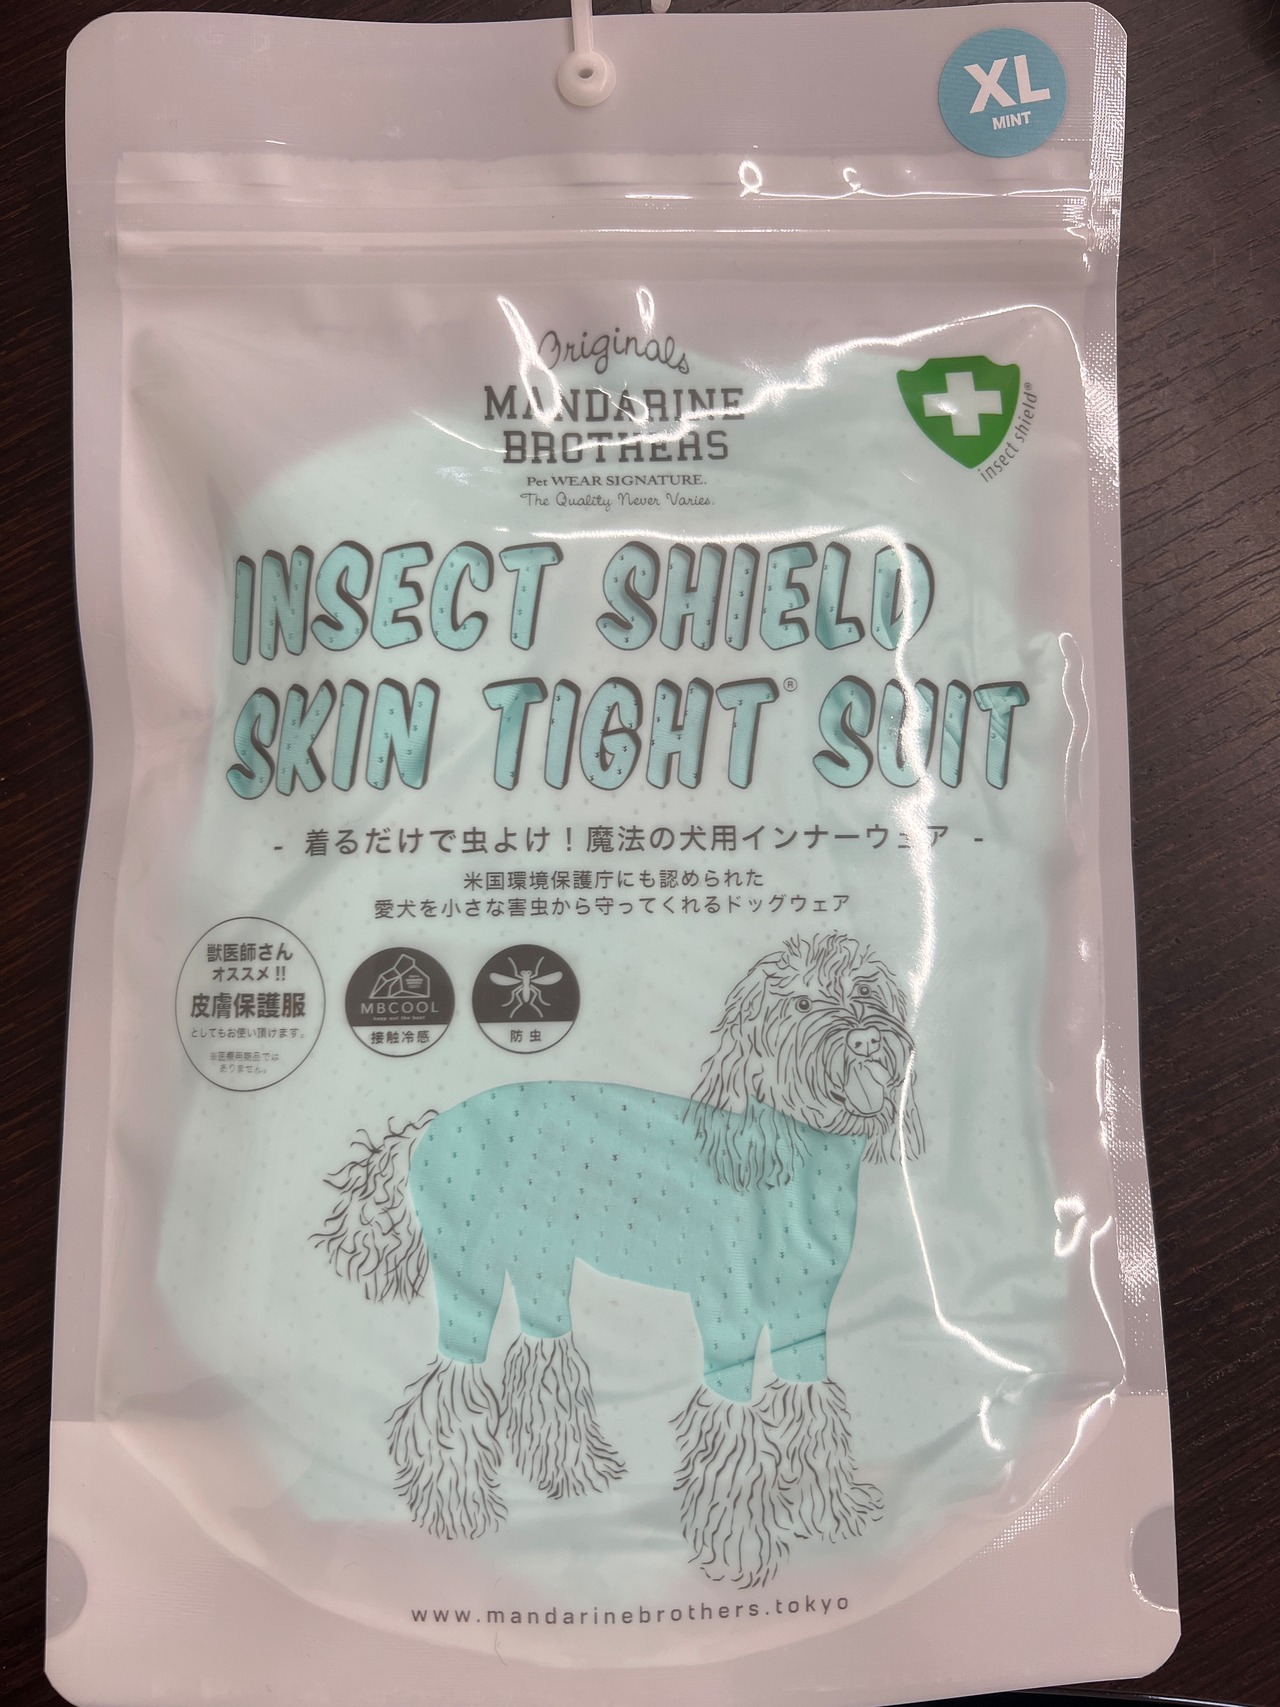 XL
MINT
Originals
MANDARINE
BROTHERS
Pet WEAR SIGNATURE.
The Quality Never Varies.
insect shield®
INSECT SHIELD
SKIN TIGHT® SUIT
- 着るだけで虫よけ！魔法の犬用インナーウェア -
米国環境保護庁にも認められた
愛犬を小さな害虫から守ってくれるドッグウェア
獣医師さん
オススメ!!
皮膚保護服
としてもお使い頂けます。
※医療用商品では
ありません。
MBCOOL
keep out the heat
接触冷感
防虫
www.mandarinebrothers.tokyo